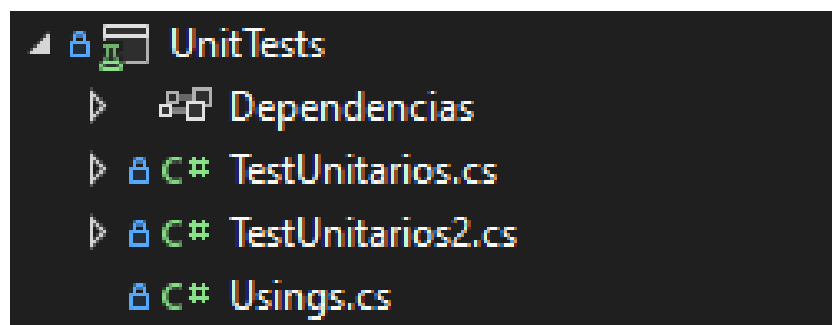 UnitTests
Dependencias
C# TestUnitarios.cs
C# TestUnitarios2.cs
C# Usings.cs